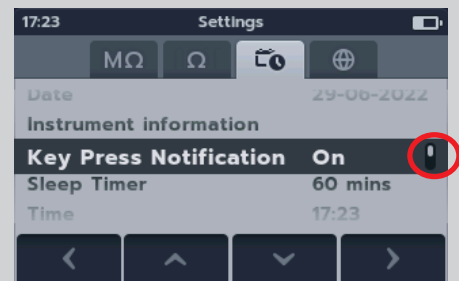 17:23 Settings
MΩ Ω
Date 29-06-2022
Instrument information
Key Press Notification On
Sleep Timer 60 mins
Time 17:23